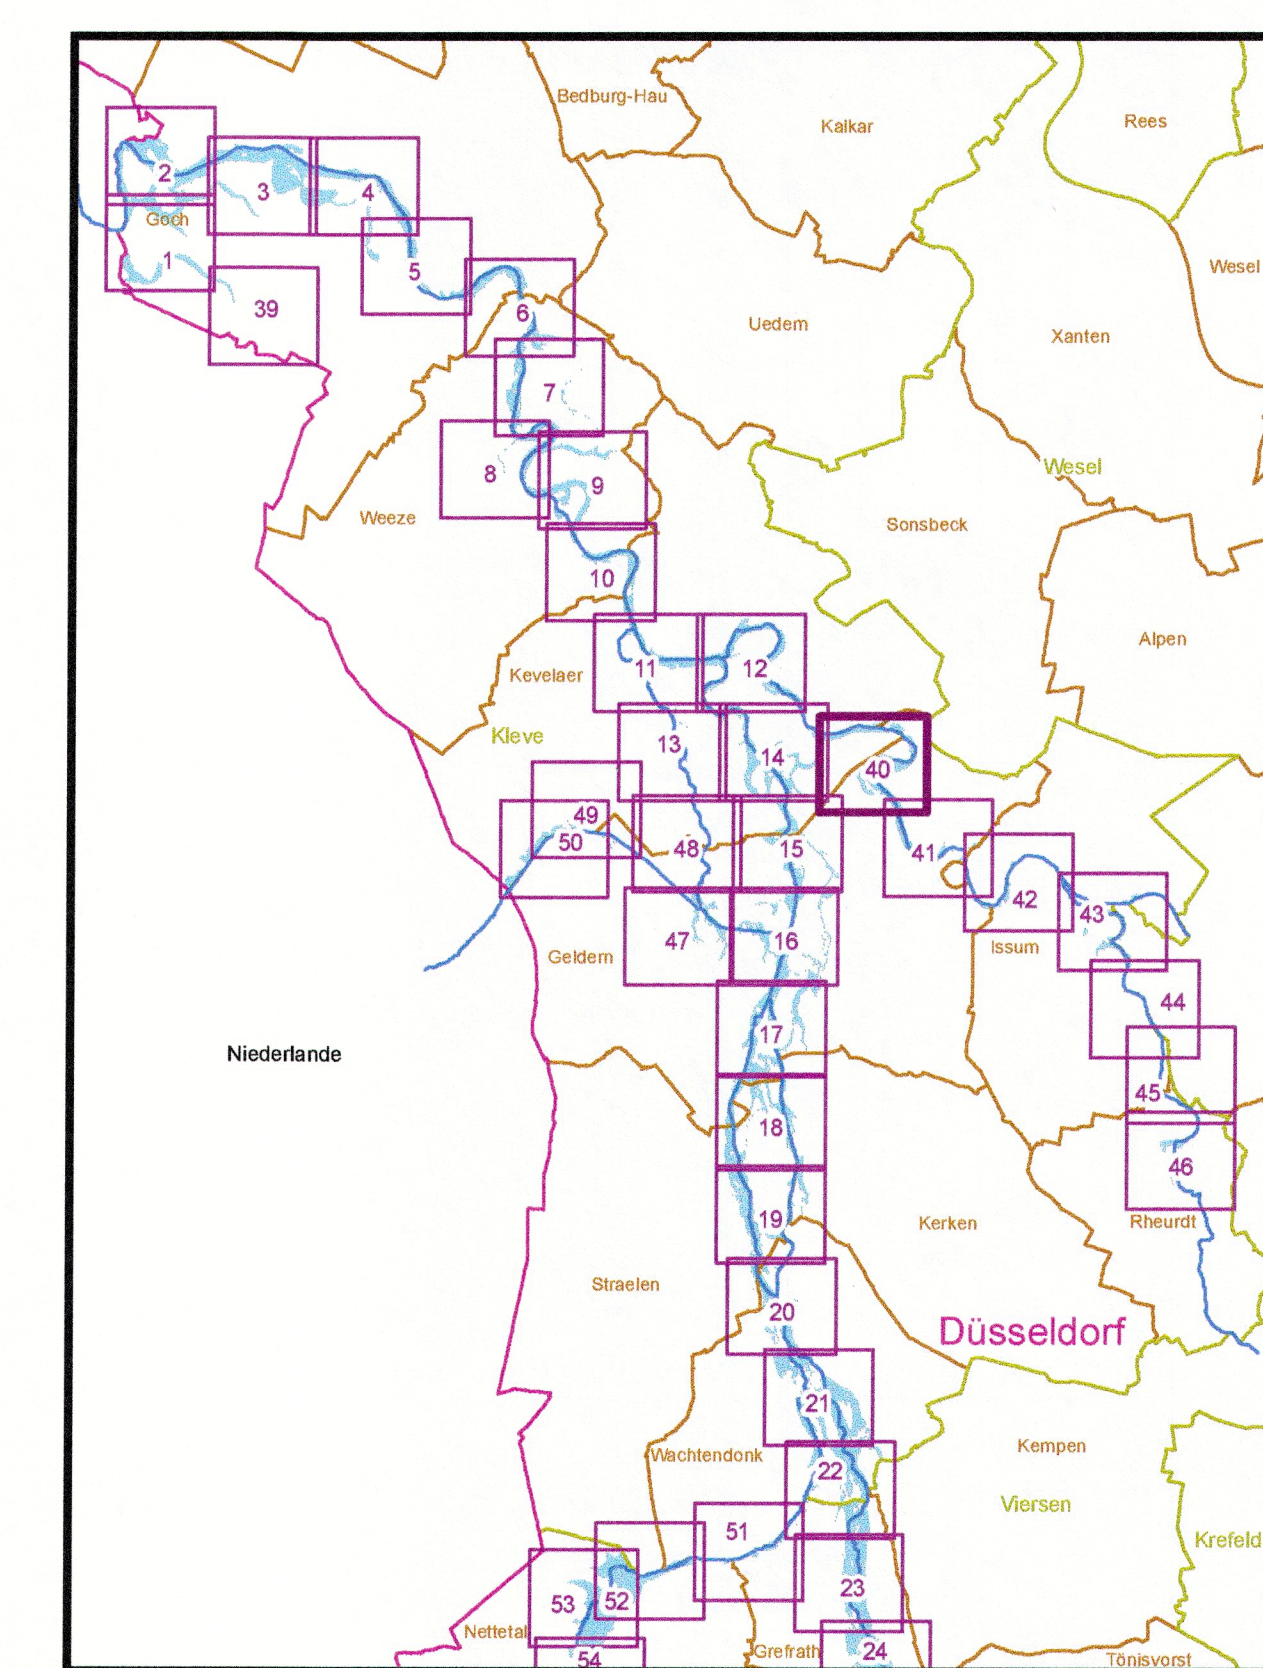 Bedburg-Hau
Kalkar
Rees
2
3
4
Goch
1
5
39
6
Wesel
Uedem
Xanten
7
8
9
Wesel
Weeze
Sonsbeck
10
Alpen
11
12
Kevelaer
Kleve
13
14
40
49
50
48
15
41
42
43
47
16
Issum
Geldern
44
17
Niederlande
45
18
46
19
Kerken
Rheurdt
Straelen
20
Düsseldorf
21
Wachtendonk
22
Kempen
Viersen
51
Krefeld
23
53
52
Nettetal
24
Grefrath
54
Tönisvorst